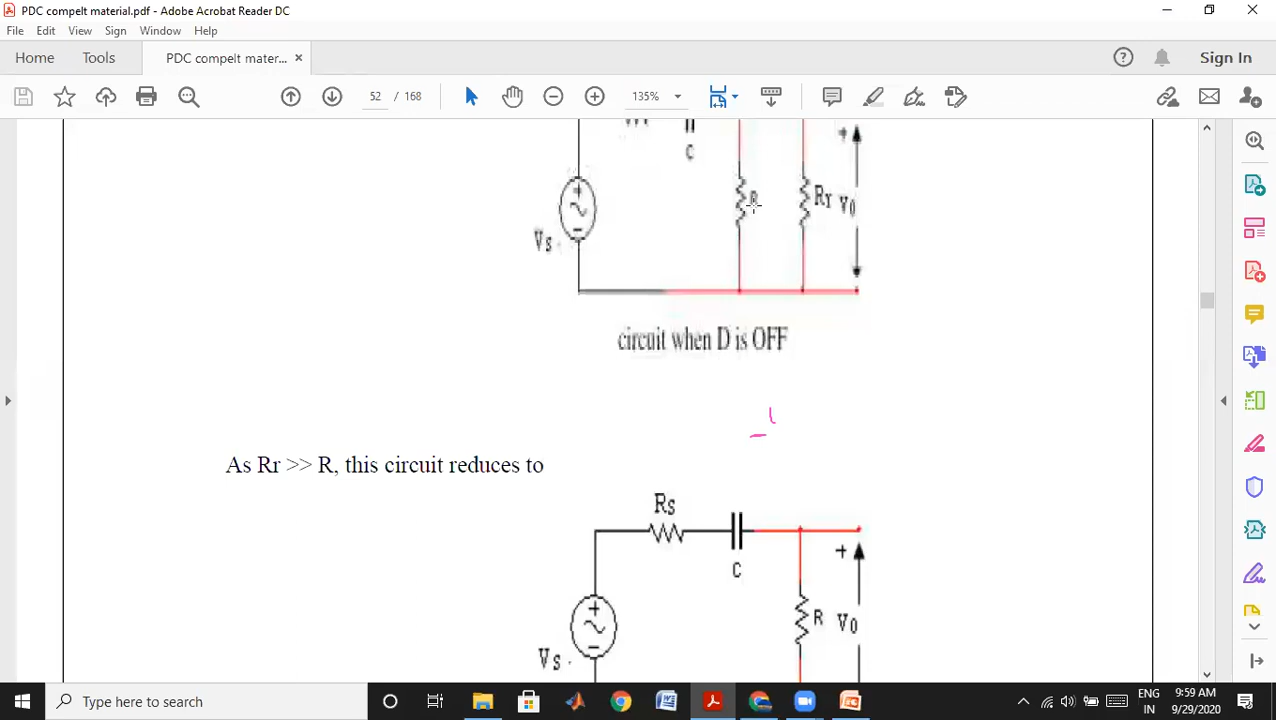 PDC compelt material.pdf - Adobe Acrobat Reader DC
File Edit View Sign Window Help
Home Tools PDC compelt mater... × Sign In
52 / 168 135%
C
+
+
R
Rr
V0
Vs
-
circuit when D is OFF
As Rr >> R, this circuit reduces to
Rs
C
+
+
R
V0
Vs
-
Type here to search
ENG 9:59 AM
IN 9/29/2020